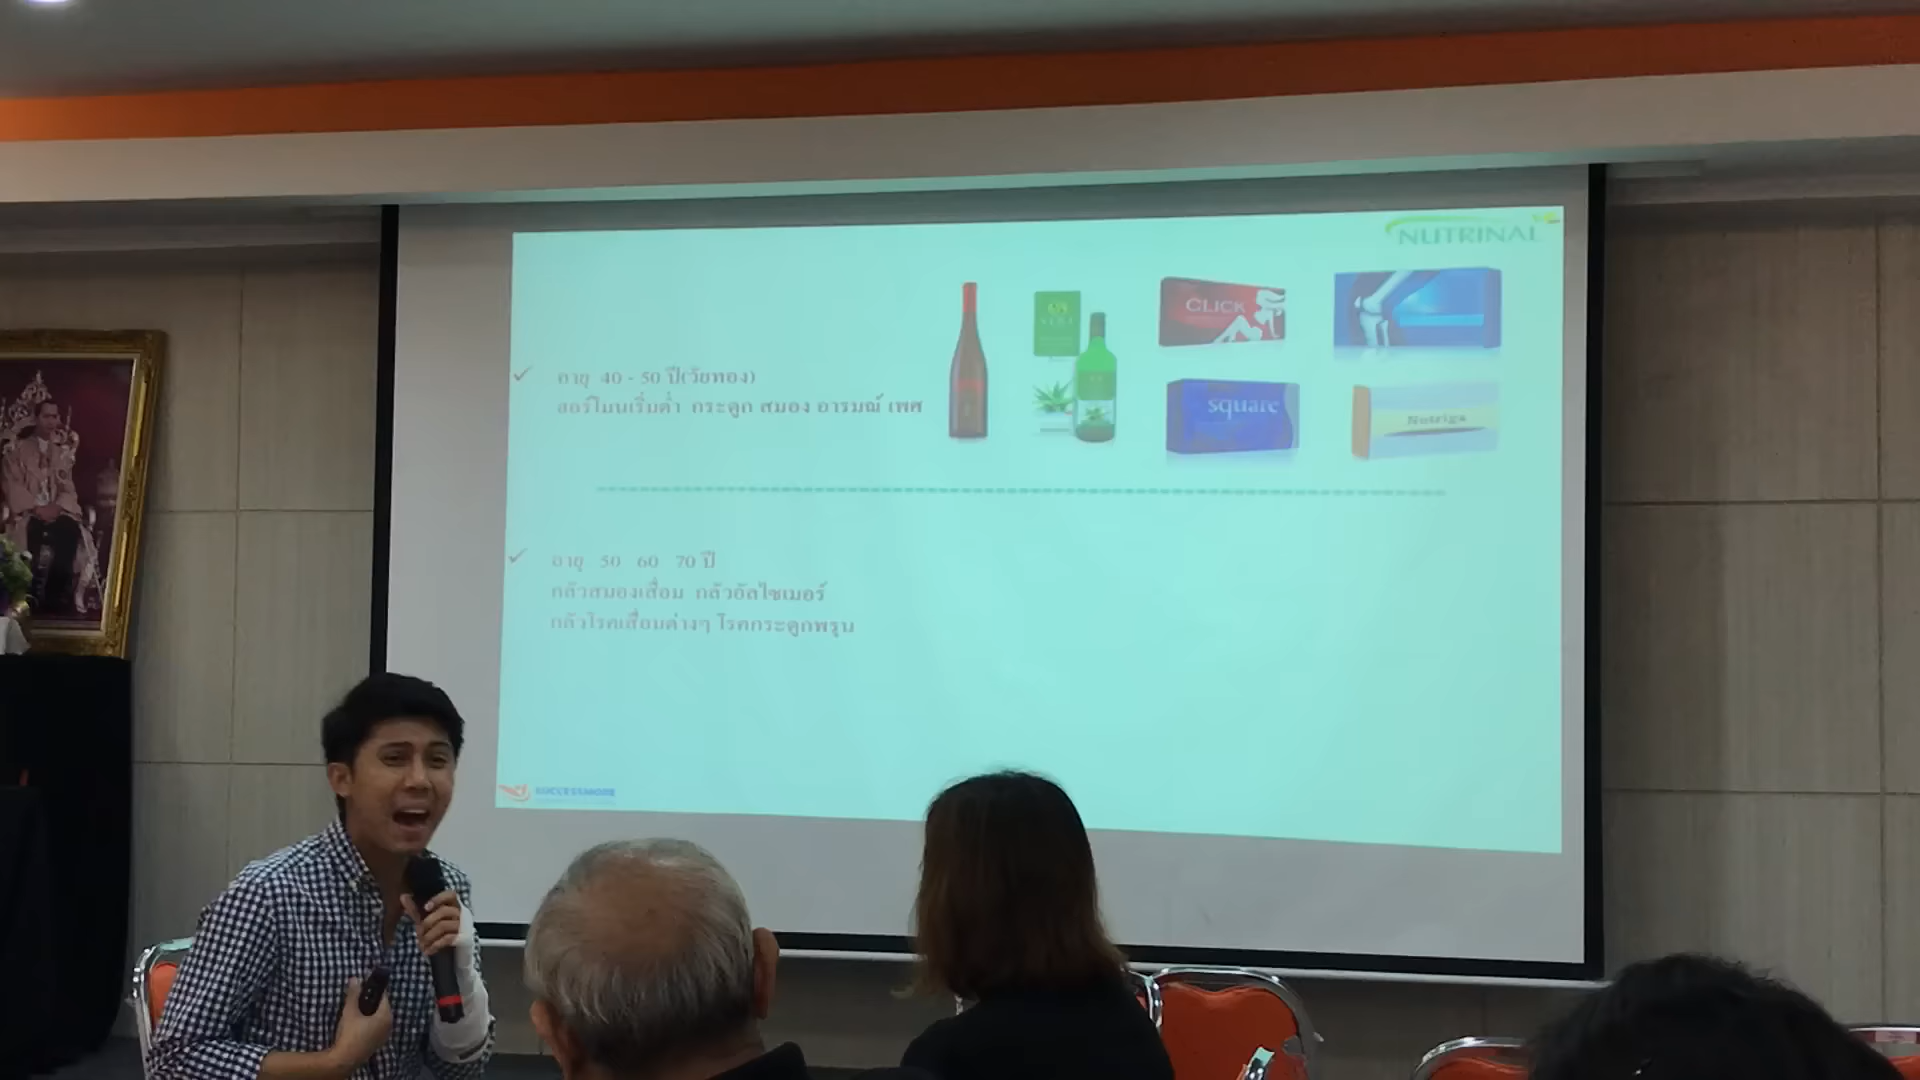 NUTRINAL
CLICK
อายุ 40 - 50 ปี(วัยทอง)
ฮอร์โมนเริ่มต่ำ กระดูก สมอง อารมณ์ เพศ
square
Nutriga
อายุ 50 60 70 ปี
กลัวสมองเสื่อม กลัวอัลไซเมอร์
กลัวโรคเสื่อมต่างๆ โรคกระดูกพรุน
SUCCESSMORE